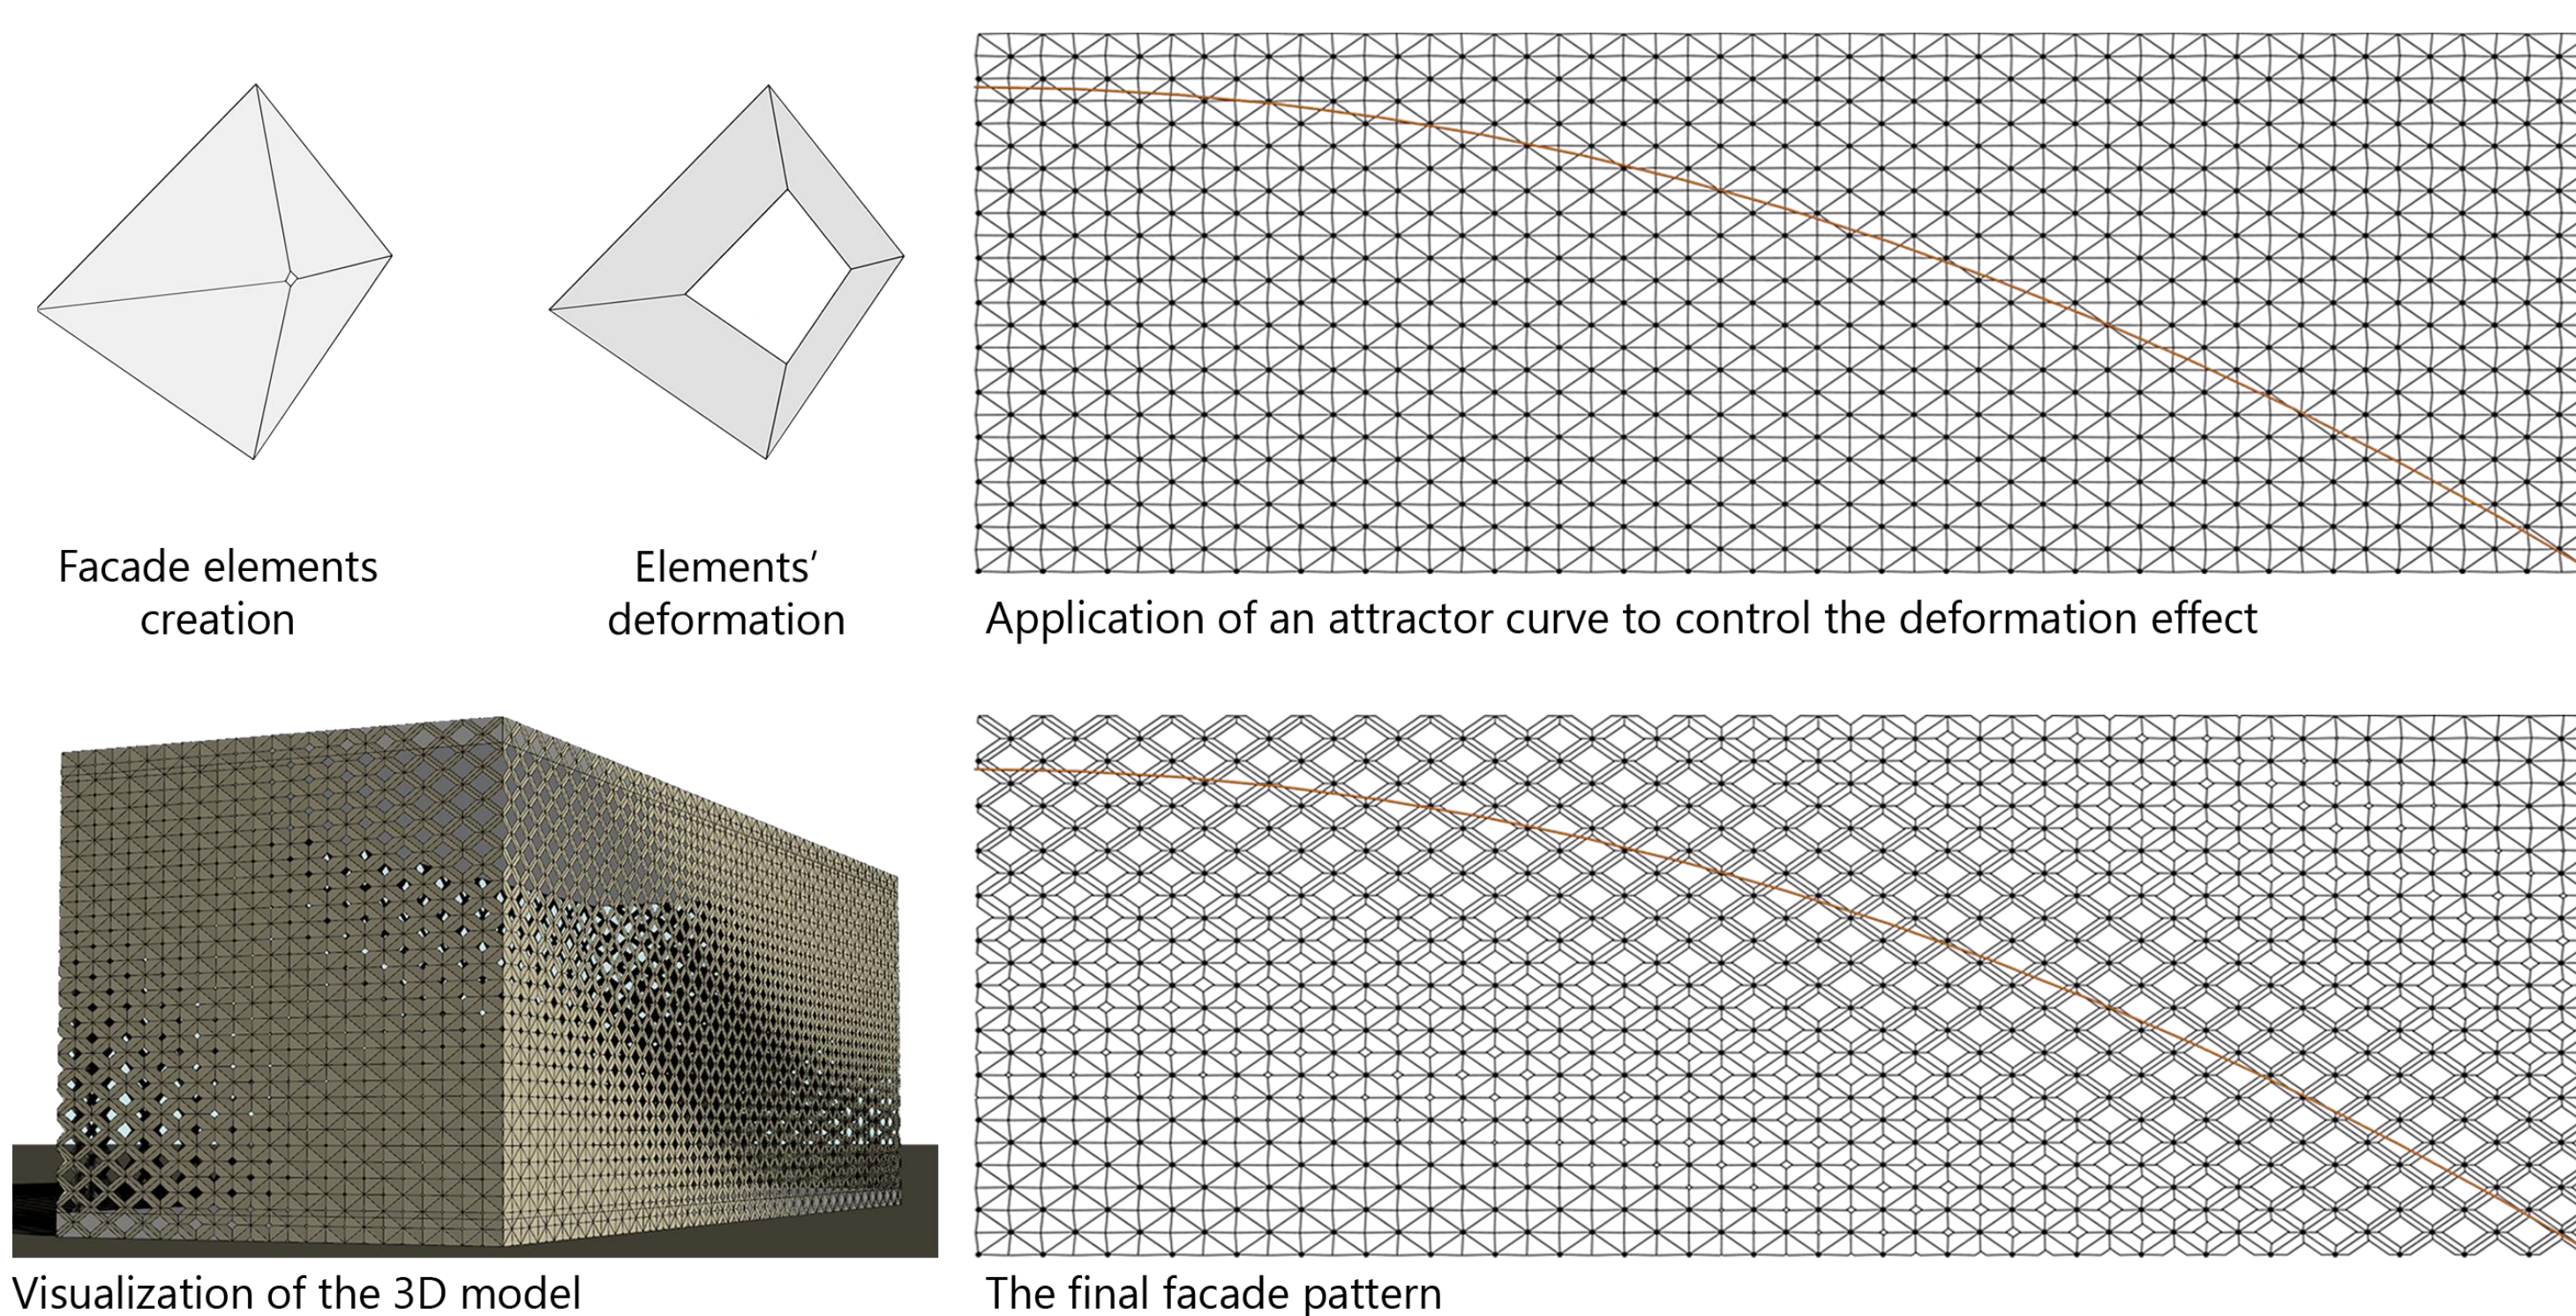 Facade elements
creation
Elements‘
deformation
Application of an attractor curve to control the deformation effect
Visualization of the 3D model
The final facade pattern